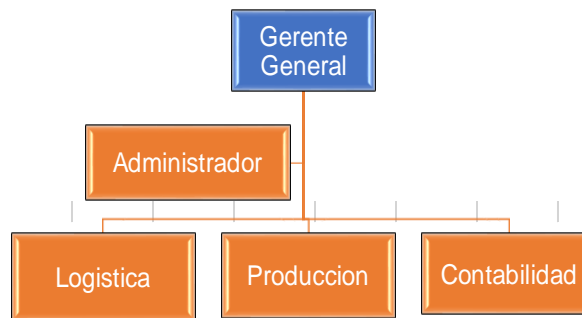 Gerente
General
Administrador
Logistica
Produccion
Contabilidad